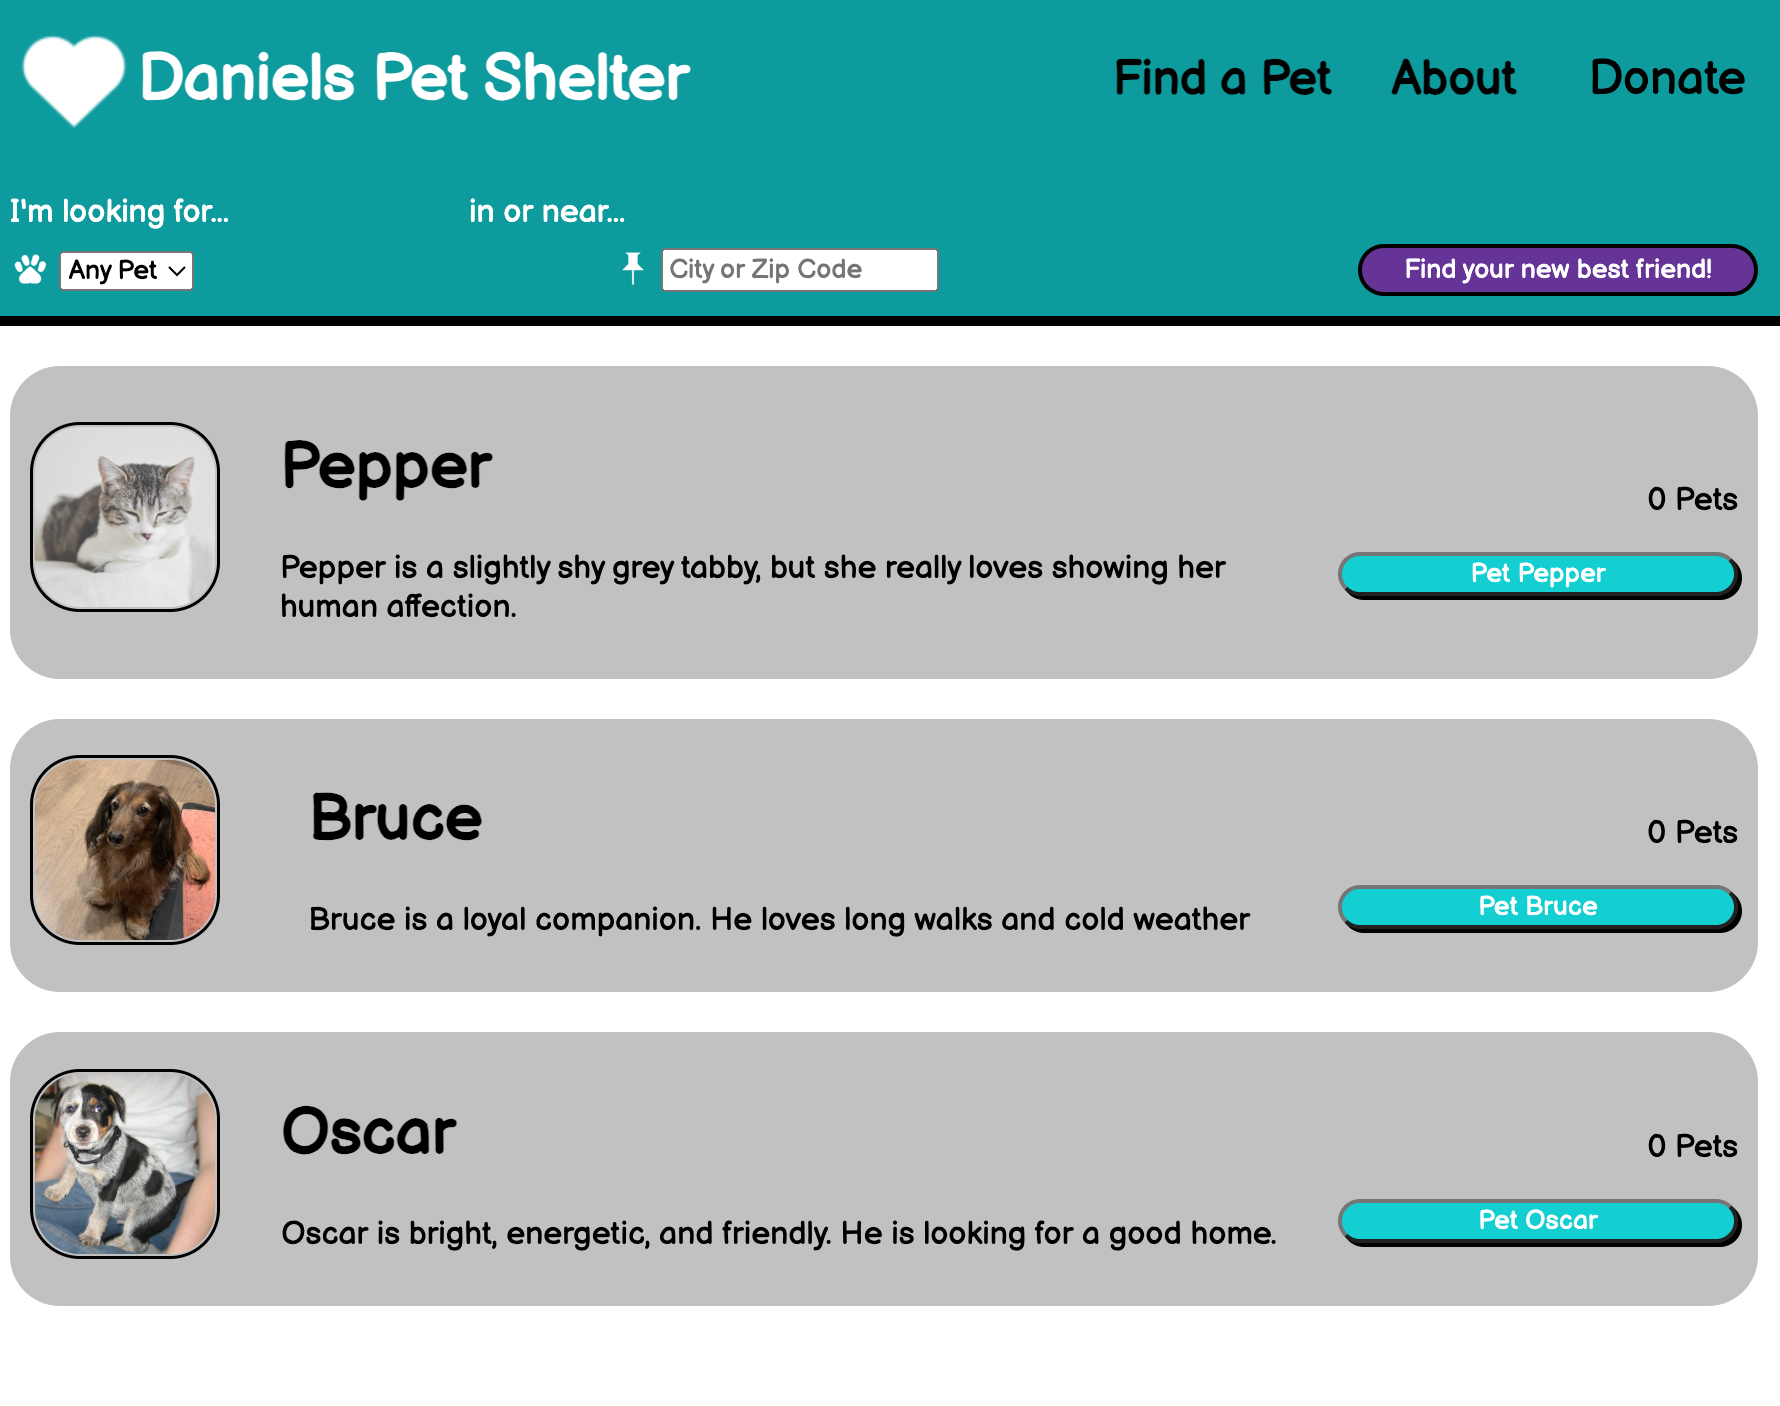 Daniels Pet Shelter
Find a Pet
About
Donate
I'm looking for...
in or near...
Any Pet
City or Zip Code
Find your new best friend!
Pepper
Pepper is a slightly shy grey tabby, but she really loves showing her
human affection.
0 Pets
Pet Pepper
Bruce
Bruce is a loyal companion. He loves long walks and cold weather
0 Pets
Pet Bruce
Oscar
Oscar is bright, energetic, and friendly. He is looking for a good home.
0 Pets
Pet Oscar